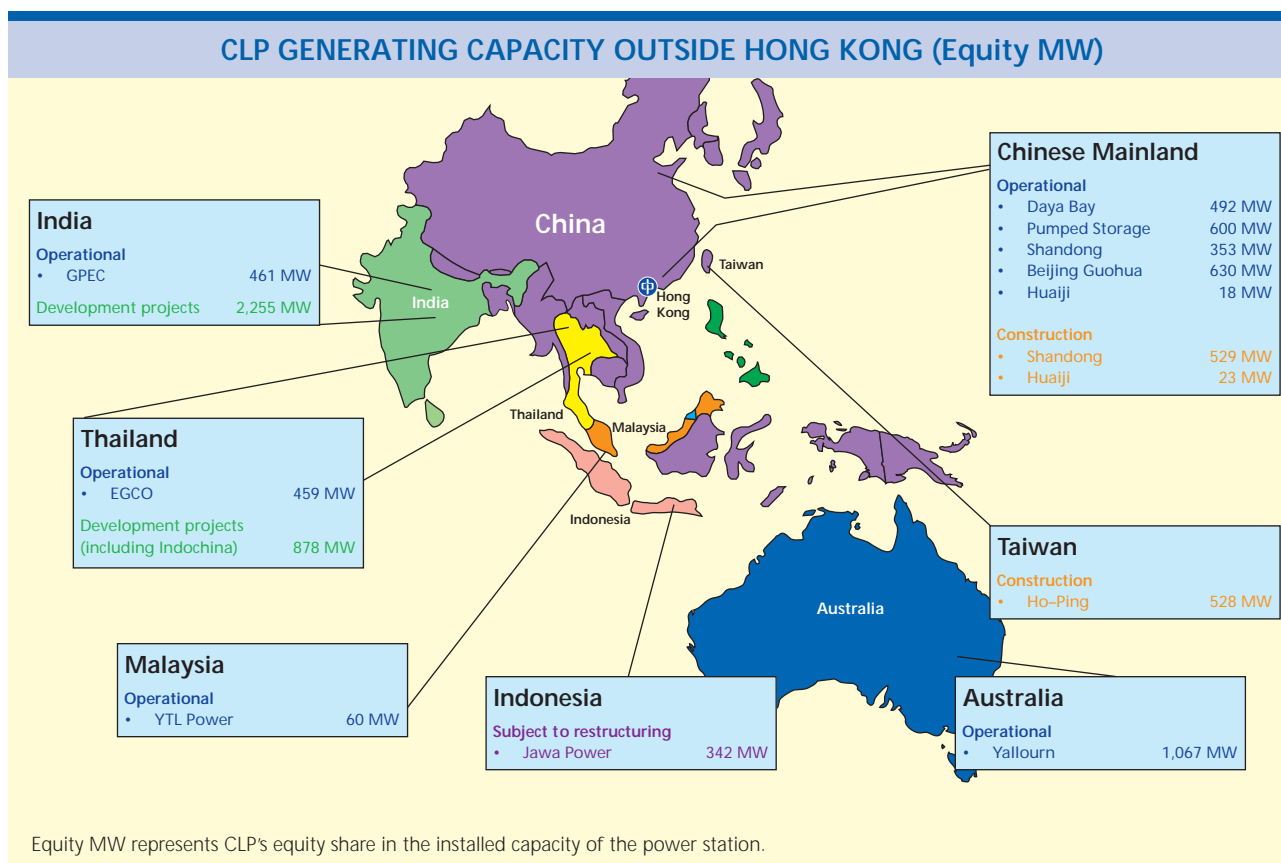 CLP GENERATING CAPACITY OUTSIDE HONG KONG (Equity MW)
Chinese Mainland
Operational
• Daya Bay 492 MW
• Pumped Storage 600 MW
• Shandong 353 MW
• Beijing Guohua 630 MW
• Huaiji 18 MW
Construction
• Shandong 529 MW
• Huaiji 23 MW
India
Operational
• GPEC 461 MW
Development projects 2,255 MW
China
Taiwan
Hong
Kong
India
Thailand
Malaysia
Indonesia
Australia
Thailand
Operational
• EGCO 459 MW
Development projects
(including Indochina) 878 MW
Taiwan
Construction
• Ho–Ping 528 MW
Malaysia
Operational
• YTL Power 60 MW
Indonesia
Subject to restructuring
• Jawa Power 342 MW
Australia
Operational
• Yallourn 1,067 MW
Equity MW represents CLP's equity share in the installed capacity of the power station.